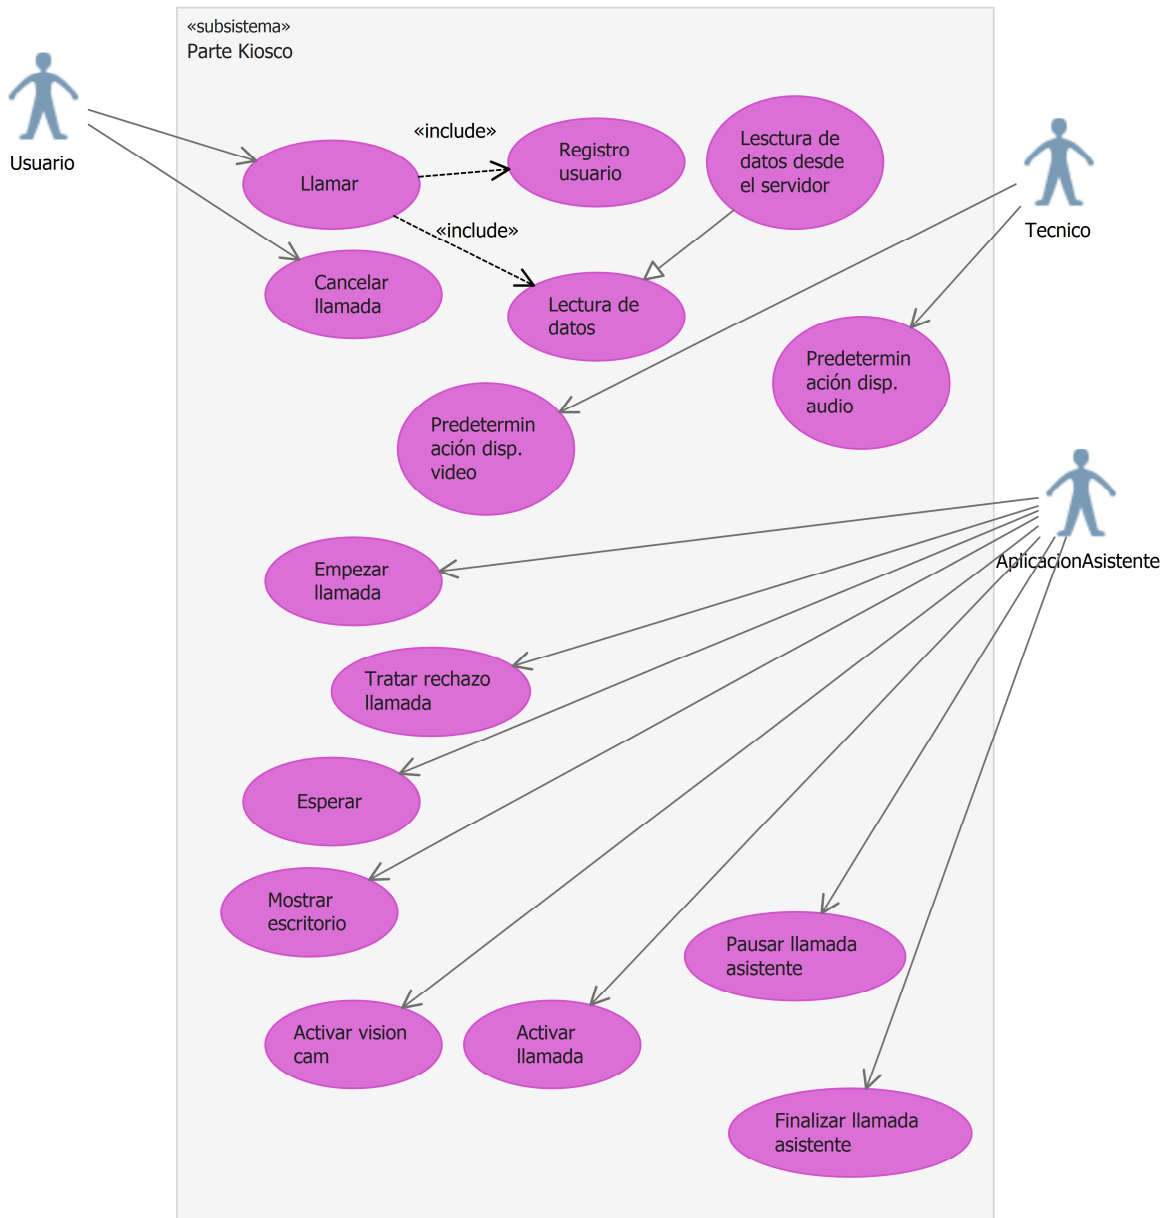 «subsistema»
Parte Kiosco
Usuario
Llamar
«include»
Registro
usuario
Lesctura de
datos desde
el servidor
Tecnico
«include»
Cancelar
llamada
Lectura de
datos
Predetermin
ación disp.
audio
Predetermin
ación disp.
video
AplicacionAsistente
Empezar
llamada
Tratar rechazo
llamada
Esperar
Mostrar
escritorio
Pausar llamada
asistente
Activar vision
cam
Activar
llamada
Finalizar llamada
asistente